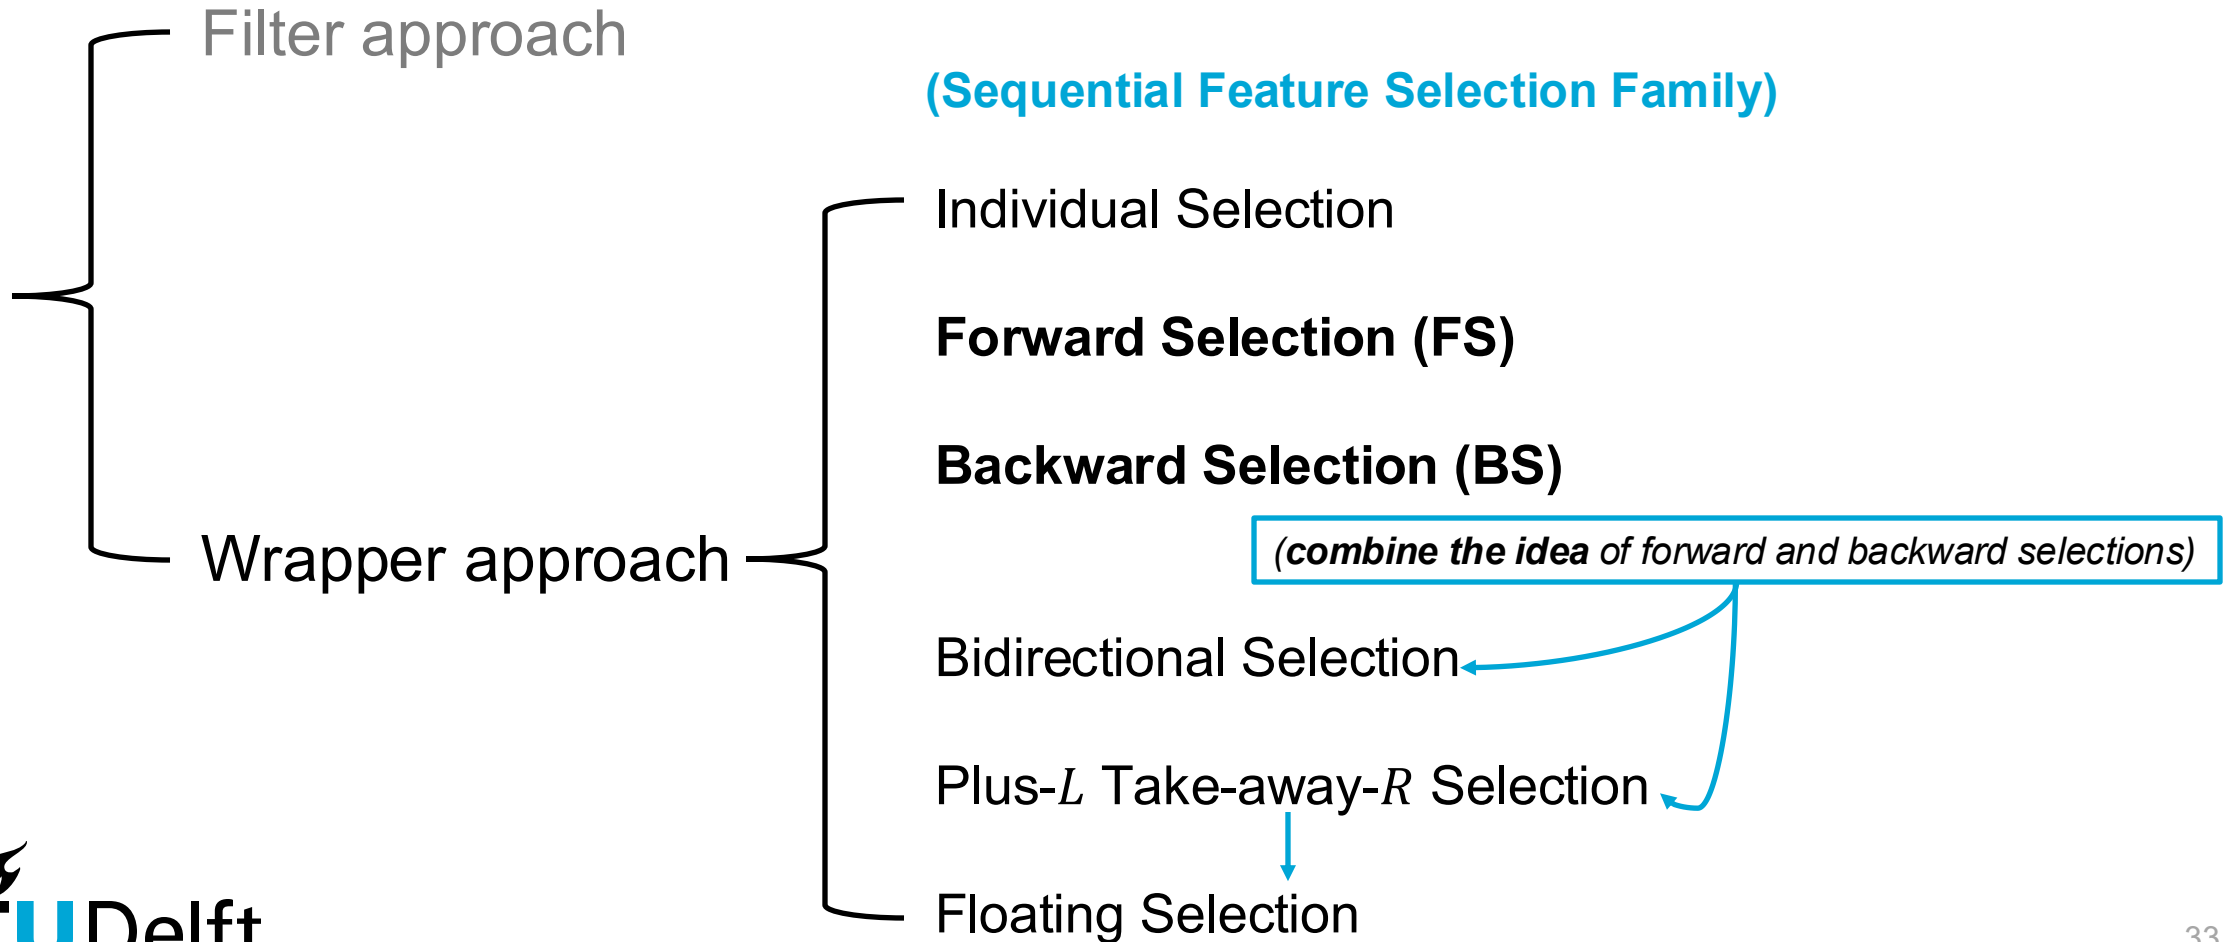 Filter approach
(Sequential Feature Selection Family)
Individual Selection
Forward Selection (FS)
Backward Selection (BS)
(combine the idea of forward and backward selections)
Wrapper approach
Bidirectional Selection
Plus-L Take-away-R Selection
Floating Selection
TUDelft
33